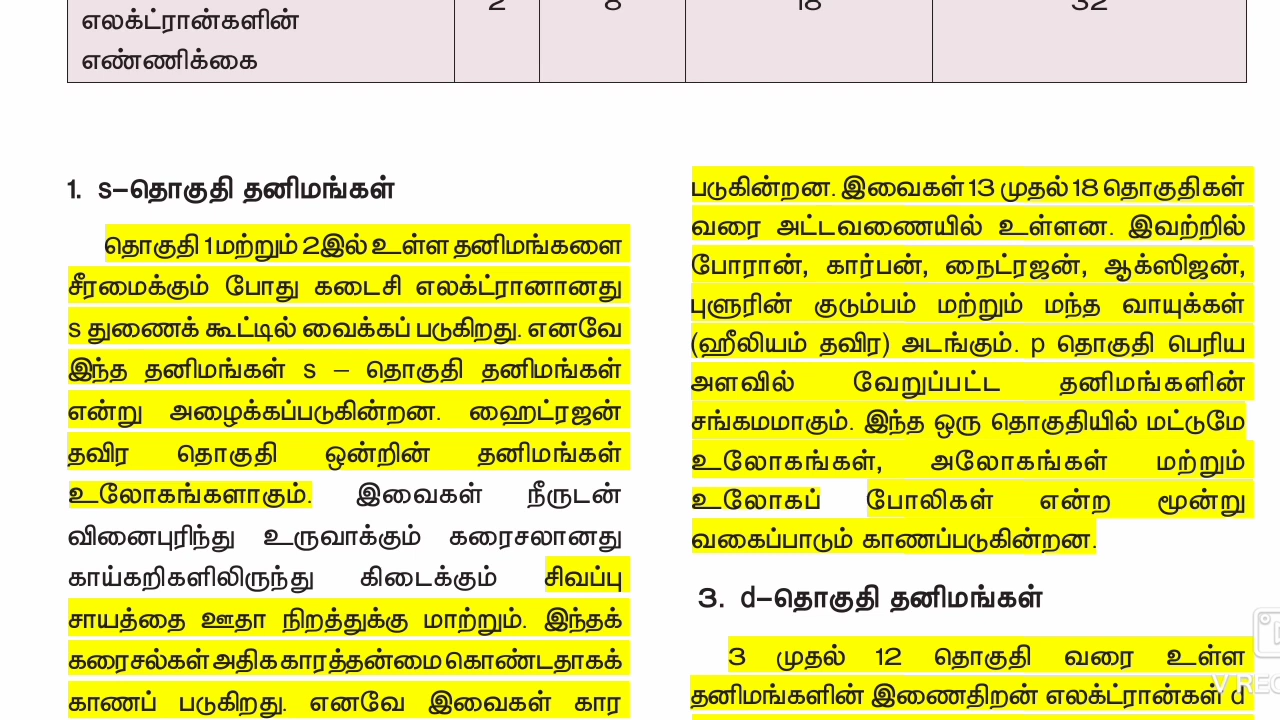 எலக்ட்ரான்களின்
எண்ணிக்கை
2 8 18 32
1. s–தொகுதி தனிமங்கள்
தொகுதி 1மற்றும் 2இல் உள்ள தனிமங்களை
சீரமைக்கும் போது கடைசி எலக்ட்ரானானது
s துணைக் கூட்டில் வைக்கப் படுகிறது. எனவே
இந்த தனிமங்கள் s – தொகுதி தனிமங்கள்
என்று அழைக்கப்படுகின்றன. ஹைட்ரஜன்
தவிர தொகுதி ஒன்றின் தனிமங்கள்
உலோகங்களாகும். இவைகள் நீருடன்
வினைபுரிந்து உருவாக்கும் கரைசலானது
காய்கறிகளிலிருந்து கிடைக்கும் சிவப்பு
சாயத்தை ஊதா நிறத்துக்கு மாற்றும். இந்தக்
கரைசல்கள் அதிக காரத்தன்மை கொண்டதாகக்
காணப் படுகிறது. எனவே இவைகள் கார
படுகின்றன. இவைகள் 13 முதல் 18 தொகுதிகள்
வரை அட்டவணையில் உள்ளன. இவற்றில்
போரான், கார்பன், நைட்ரஜன், ஆக்ஸிஜன்,
புளூரின் குடும்பம் மற்றும் மந்த வாயுக்கள்
(ஹீலியம் தவிர) அடங்கும். p தொகுதி பெரிய
அளவில் வேறுப்பட்ட தனிமங்களின்
சங்கமமாகும். இந்த ஒரு தொகுதியில் மட்டுமே
உலோகங்கள், அலோகங்கள் மற்றும்
உலோகப் போலிகள் என்ற மூன்று
வகைப்பாடும் காணப்படுகின்றன.
3. d–தொகுதி தனிமங்கள்
3 முதல் 12 தொகுதி வரை உள்ள
தனிமங்களின் இணைதிறன் எலக்ட்ரான்கள் d
V REC